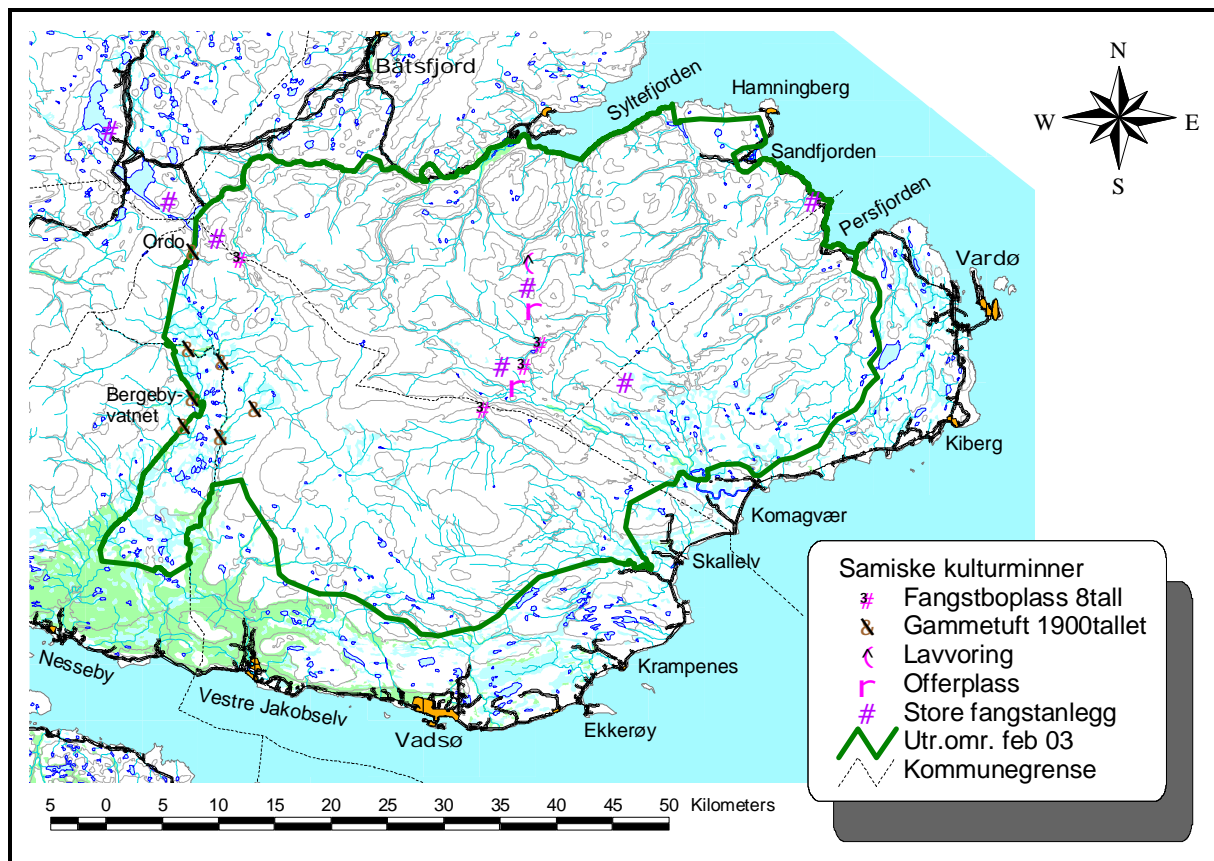 Båtsfjord
Syltefjorden
Hamningberg
Sandfjorden
Persfjorden
Vardø
Ordo
Bergeby-
vatnet
Kiberg
Komagvær
Skallelv
Krampenes
Ekkerøy
Vadsø
Vestre Jakobselv
Nesseby
N
W E
S
Samiske kulturminner
Fangstboplass 8tall
Gammetuft 1900tallet
Lavvoring
Offerplass
Store fangstanlegg
Utr.omr. feb 03
Kommunegrense
5 0 5 10 15 20 25 30 35 40 45 50 Kilometers